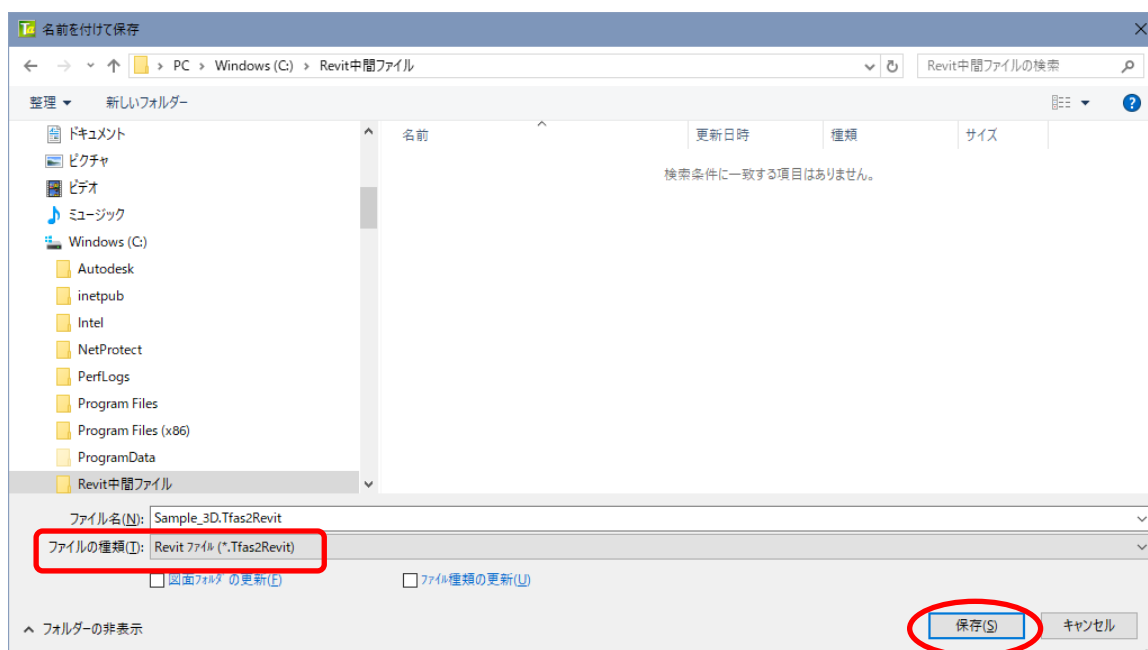 名前を付けて保存
PC › Windows (C:) › Revit中間ファイル
Revit中間ファイルの検索
整理 新しいフォルダー
ドキュメント
ピクチャ
ビデオ
ミュージック
Windows (C:)
Autodesk
inetpub
Intel
NetProtect
PerfLogs
Program Files
Program Files (x86)
ProgramData
Revit中間ファイル
名前 更新日時 種類 サイズ
検索条件に一致する項目はありません。
ファイル名(N): Sample_3D.Tfas2Revit
ファイルの種類(T): Revit ファイル (*.Tfas2Revit)
図面フォルダの更新(F) ファイル種類の更新(U)
フォルダーの非表示
保存(S) キャンセル